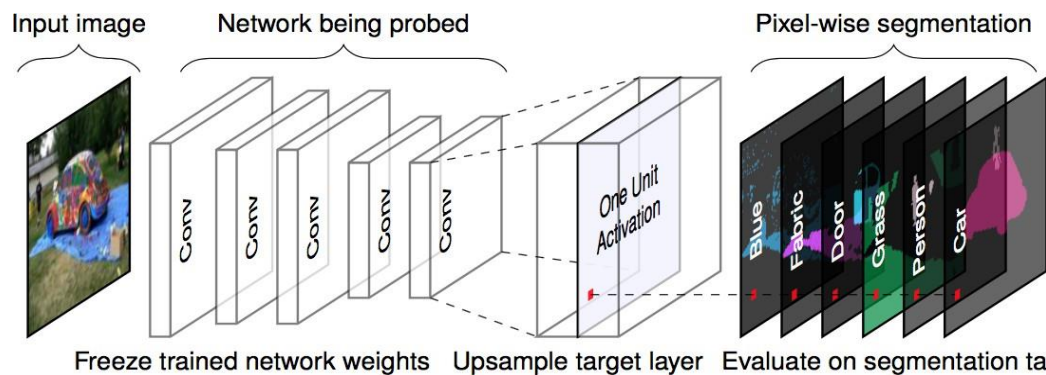 Input image
Network being probed
Pixel-wise segmentation
Conv
Conv
Conv
Conv
Conv
One Unit
Activation
Blue
Fabric
Door
Grass
Person
Car
Freeze trained network weights
Upsample target layer
Evaluate on segmentation ta